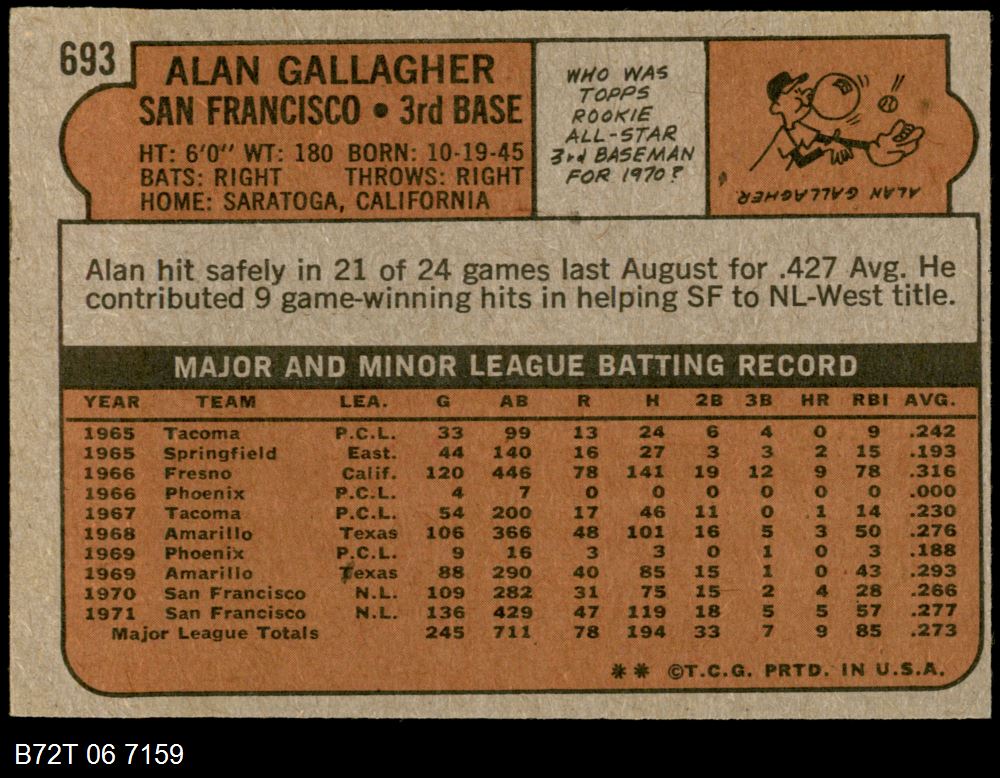 693
ALAN GALLAGHER
SAN FRANCISCO • 3rd BASE
HT: 6'0" WT: 180 BORN: 10-19-45
BATS: RIGHT THROWS: RIGHT
HOME: SARATOGA, CALIFORNIA
WHO WAS
TOPPS
ROOKIE
ALL-STAR
3rd BASEMAN
FOR 1970?
ALAN GALLAGHER
Alan hit safely in 21 of 24 games last August for .427 Avg. He
contributed 9 game-winning hits in helping SF to NL-West title.
MAJOR AND MINOR LEAGUE BATTING RECORD
YEAR TEAM LEA. G AB R H 2B 3B HR RBI AVG.
1965 Tacoma P.C.L. 33 99 13 24 6 4 0 9 .242
1965 Springfield East. 44 140 16 27 3 3 2 15 .193
1966 Fresno Calif. 120 446 78 141 19 12 9 78 .316
1966 Phoenix P.C.L. 4 7 0 0 0 0 0 0 .000
1967 Tacoma P.C.L. 54 200 17 46 11 0 1 14 .230
1968 Amarillo Texas 106 366 48 101 16 5 3 50 .276
1969 Phoenix P.C.L. 9 16 3 3 0 1 0 3 .188
1969 Amarillo Texas 88 290 40 85 15 1 0 43 .293
1970 San Francisco N.L. 109 282 31 75 15 2 4 28 .266
1971 San Francisco N.L. 136 429 47 119 18 5 5 57 .277
Major League Totals 245 711 78 194 33 7 9 85 .273
** ©T.C.G. PRTD. IN U.S.A.
B72T 06 7159